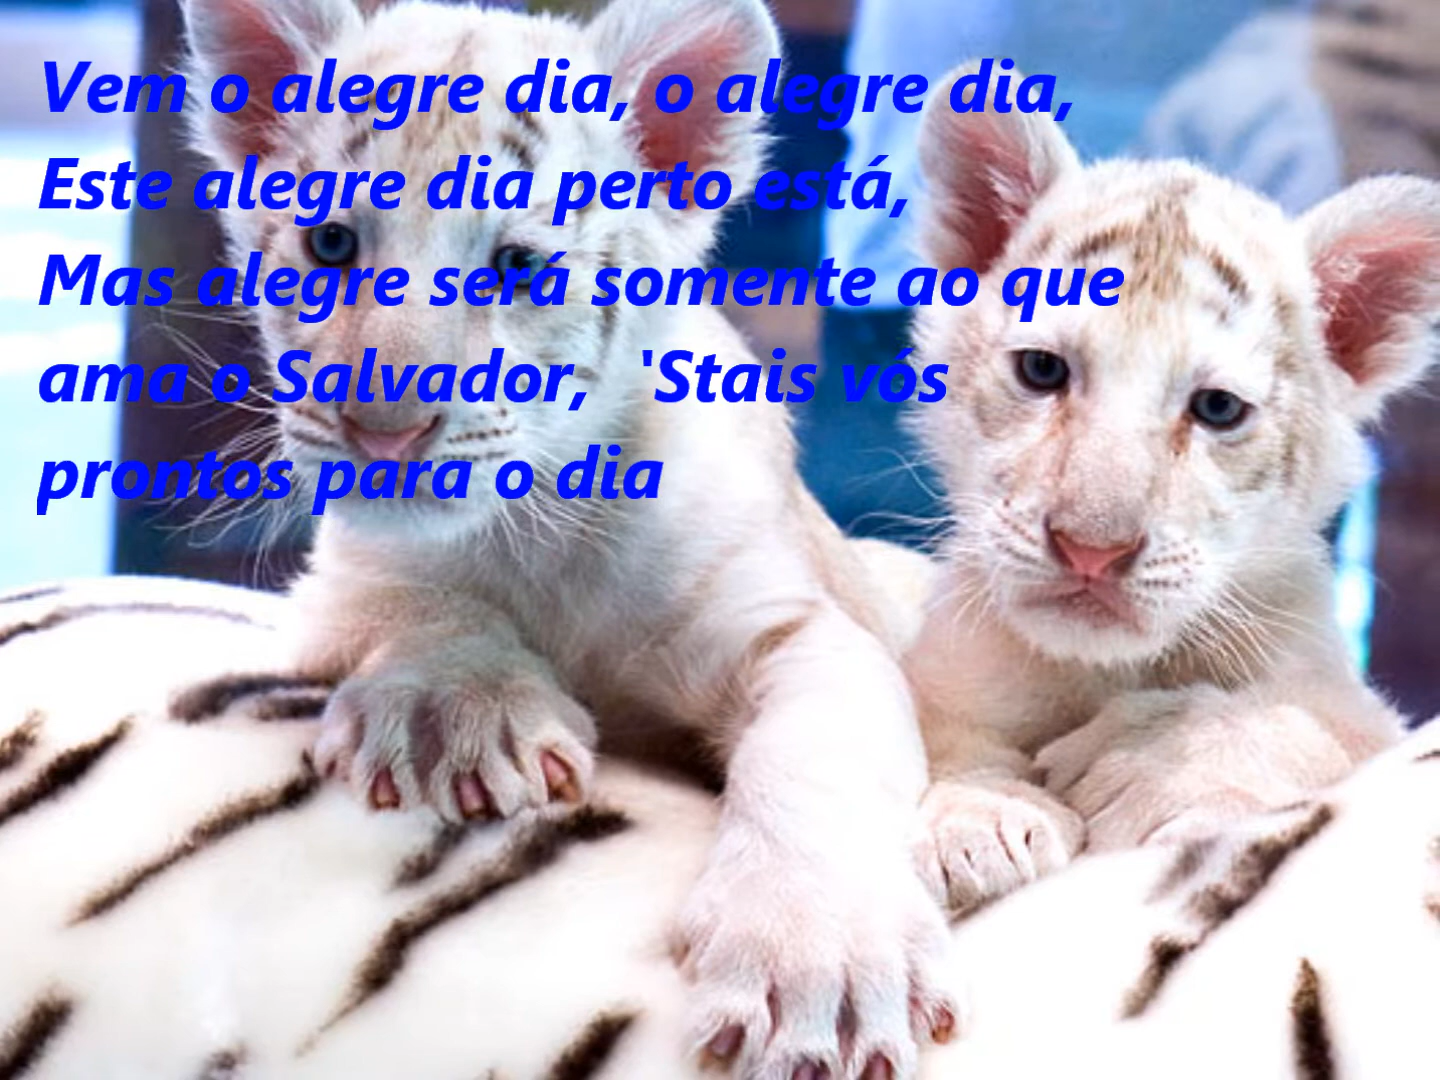 Vem o alegre dia, o alegre dia,
Este alegre dia perto está,
Mas alegre será somente ao que
ama o Salvador,  'Stais vós
prontos para o dia